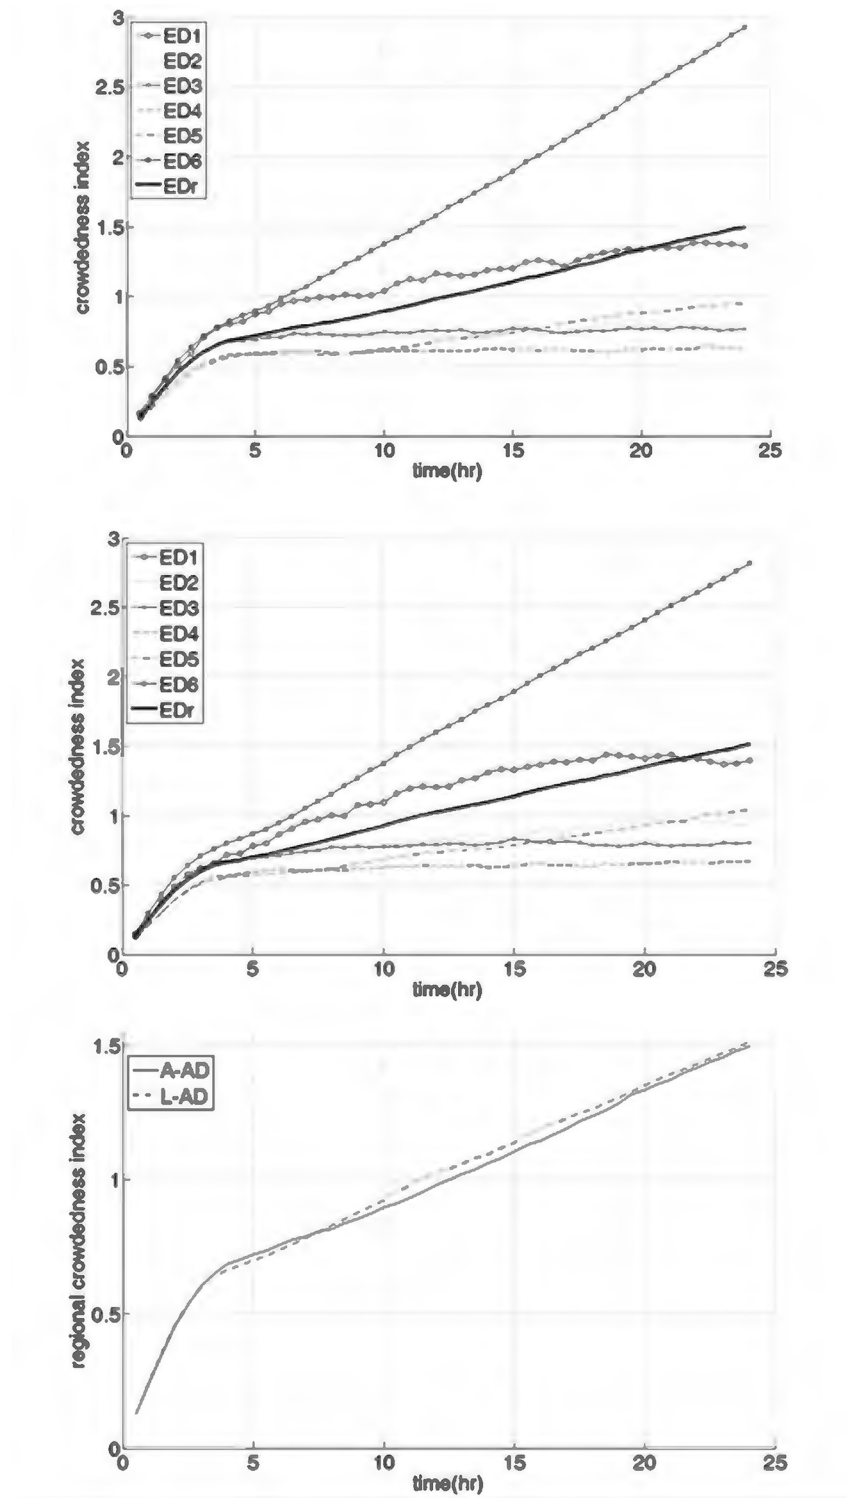 3
2.5
2
1.5
1
0.5
0
ED1
ED2
ED3
ED4
ED5
ED6
EDr
crowdedness index
0 5 10 15 20 25
time(hr)
3
2.5
2
1.5
1
0.5
0
ED1
ED2
ED3
ED4
ED5
ED6
EDr
crowdedness index
0 5 10 15 20 25
time(hr)
1.5
1
0.5
0
A-AD
L-AD
regional crowdedness index
0 5 10 15 20 25
time(hr)